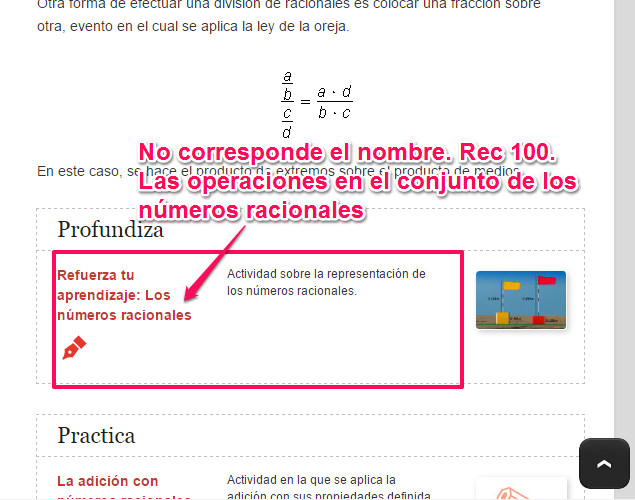 Otra forma de efectuar una división de racionales es colocar una fracción sobre
otra, evento en el cual se aplica la ley de la oreja.
a
b
c
d
= a · d
b · c
No corresponde el nombre. Rec 100.
En este caso, se hace el producto de extremos sobre el producto de medios.
Las operaciones en el conjunto de los
números racionales
Profundiza
Refuerza tu
aprendizaje: Los
números racionales
Actividad sobre la representación de
los números racionales.
Practica
La adición con
números racionales
Actividad en la que se aplica la
adición con sus propiedades definida